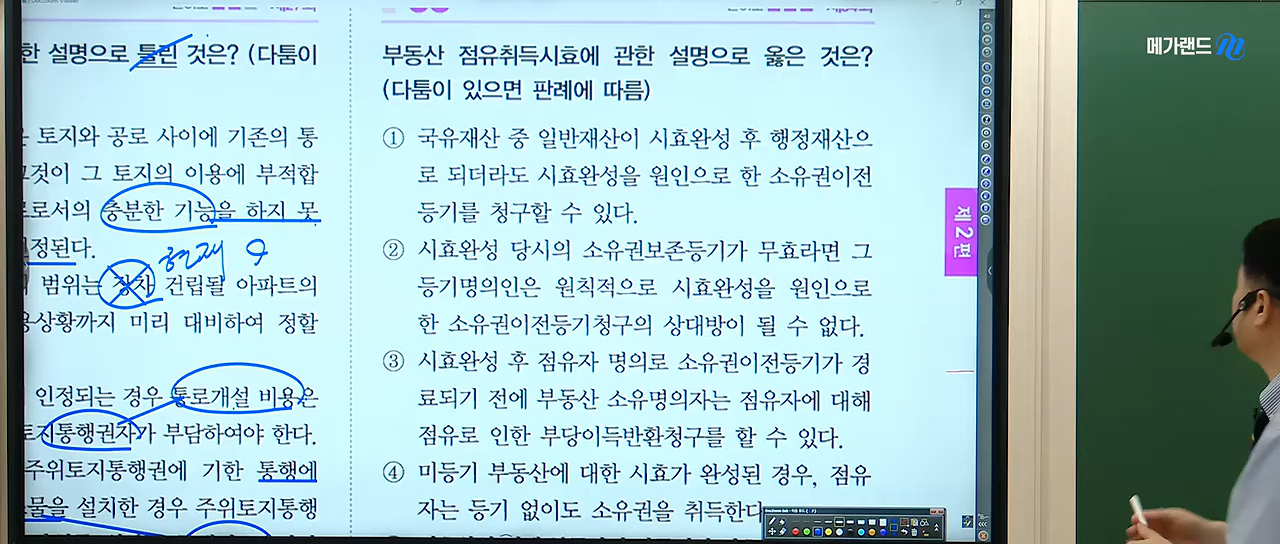 메가랜드
한 설명으로 틀린 것은? (다툼이
토지와 공로 사이에 기존의 통
그것이 그 토지의 이용에 부적합
로서의 충분한 기능을 하지 못
인정된다.
현재
범위는 장차 건립될 아파트의
용상황까지 미리 대비하여 정할
인정되는 경우 통로개설 비용은
토지통행권자가 부담하여야 한다.
주위토지통행권에 기한 통행에
물을 설치한 경우 주위토지통행
부동산 점유취득시효에 관한 설명으로 옳은 것은?
(다툼이 있으면 판례에 따름)
① 국유재산 중 일반재산이 시효완성 후 행정재산으
로 되더라도 시효완성을 원인으로 한 소유권이전
등기를 청구할 수 있다.
② 시효완성 당시의 소유권보존등기가 무효라면 그
등기명의인은 원칙적으로 시효완성을 원인으로
한 소유권이전등기청구의 상대방이 될 수 없다.
③ 시효완성 후 점유자 명의로 소유권이전등기가 경
료되기 전에 부동산 소유명의자는 점유자에 대해
점유로 인한 부당이득반환청구를 할 수 있다.
④ 미등기 부동산에 대한 시효가 완성된 경우, 점유
자는 등기 없이도 소유권을 취득한다
제2편